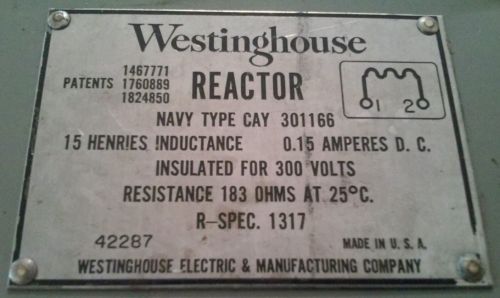 Westinghouse
PATENTS 1467771
1760889
1824850
REACTOR
1 2
NAVY TYPE CAY 301166
15 HENRIES INDUCTANCE 0.15 AMPERES D. C.
INSULATED FOR 300 VOLTS
RESISTANCE 183 OHMS AT 25°C.
R-SPEC. 1317
42287 MADE IN U. S. A.
WESTINGHOUSE ELECTRIC & MANUFACTURING COMPANY